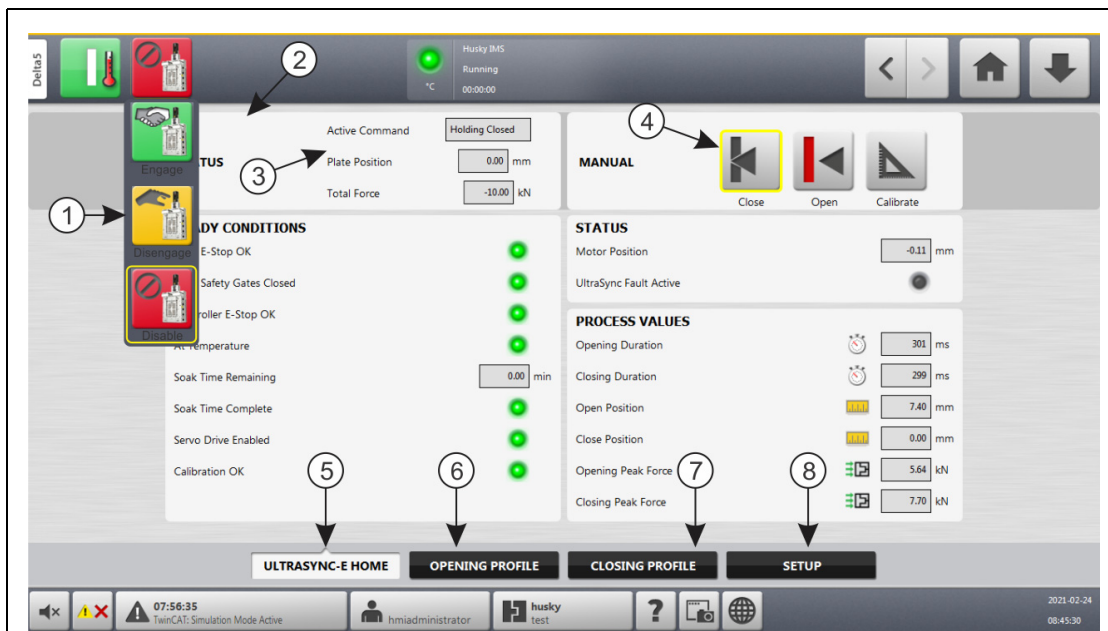 Delta5
Husky IMS
Running
°C
00:00:00
2
Engage
Disengage
Disable
1
TUS
Active Command
Holding Closed
3
Plate Position
0.00 mm
Total Force
-10.00 kN
MANUAL
4
Close
Open
Calibrate
DY CONDITIONS
E-Stop OK
Safety Gates Closed
roller E-Stop OK
At Temperature
Soak Time Remaining
0.00 min
Soak Time Complete
Servo Drive Enabled
Calibration OK
STATUS
Motor Position
-0.11 mm
UltraSync Fault Active
PROCESS VALUES
Opening Duration
301 ms
Closing Duration
299 ms
Open Position
7.40 mm
Close Position
0.00 mm
Opening Peak Force
5.64 kN
Closing Peak Force
7.70 kN
5
6
7
8
ULTRASYNC-E HOME
OPENING PROFILE
CLOSING PROFILE
SETUP
07:56:35
TwinCAT: Simulation Mode Active
hmiadministrator
husky
test
?
2021-02-24
08:45:30